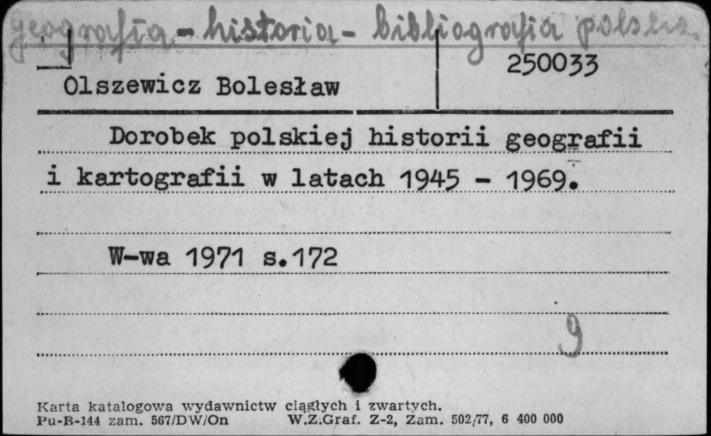 geografia - historia - bibliografia polska.
250033
Olszewicz Bolesław
Dorobek polskiej historii geografii
i kartografii w latach 1945 - 1969.
W-wa 1971 s.172
9
Karta katalogowa wydawnictw ciągłych i zwartych.
Pu-B-144 zam. 567/DW/On W.Z.Graf. Z-2, Zam. 502/77, 6 400 000